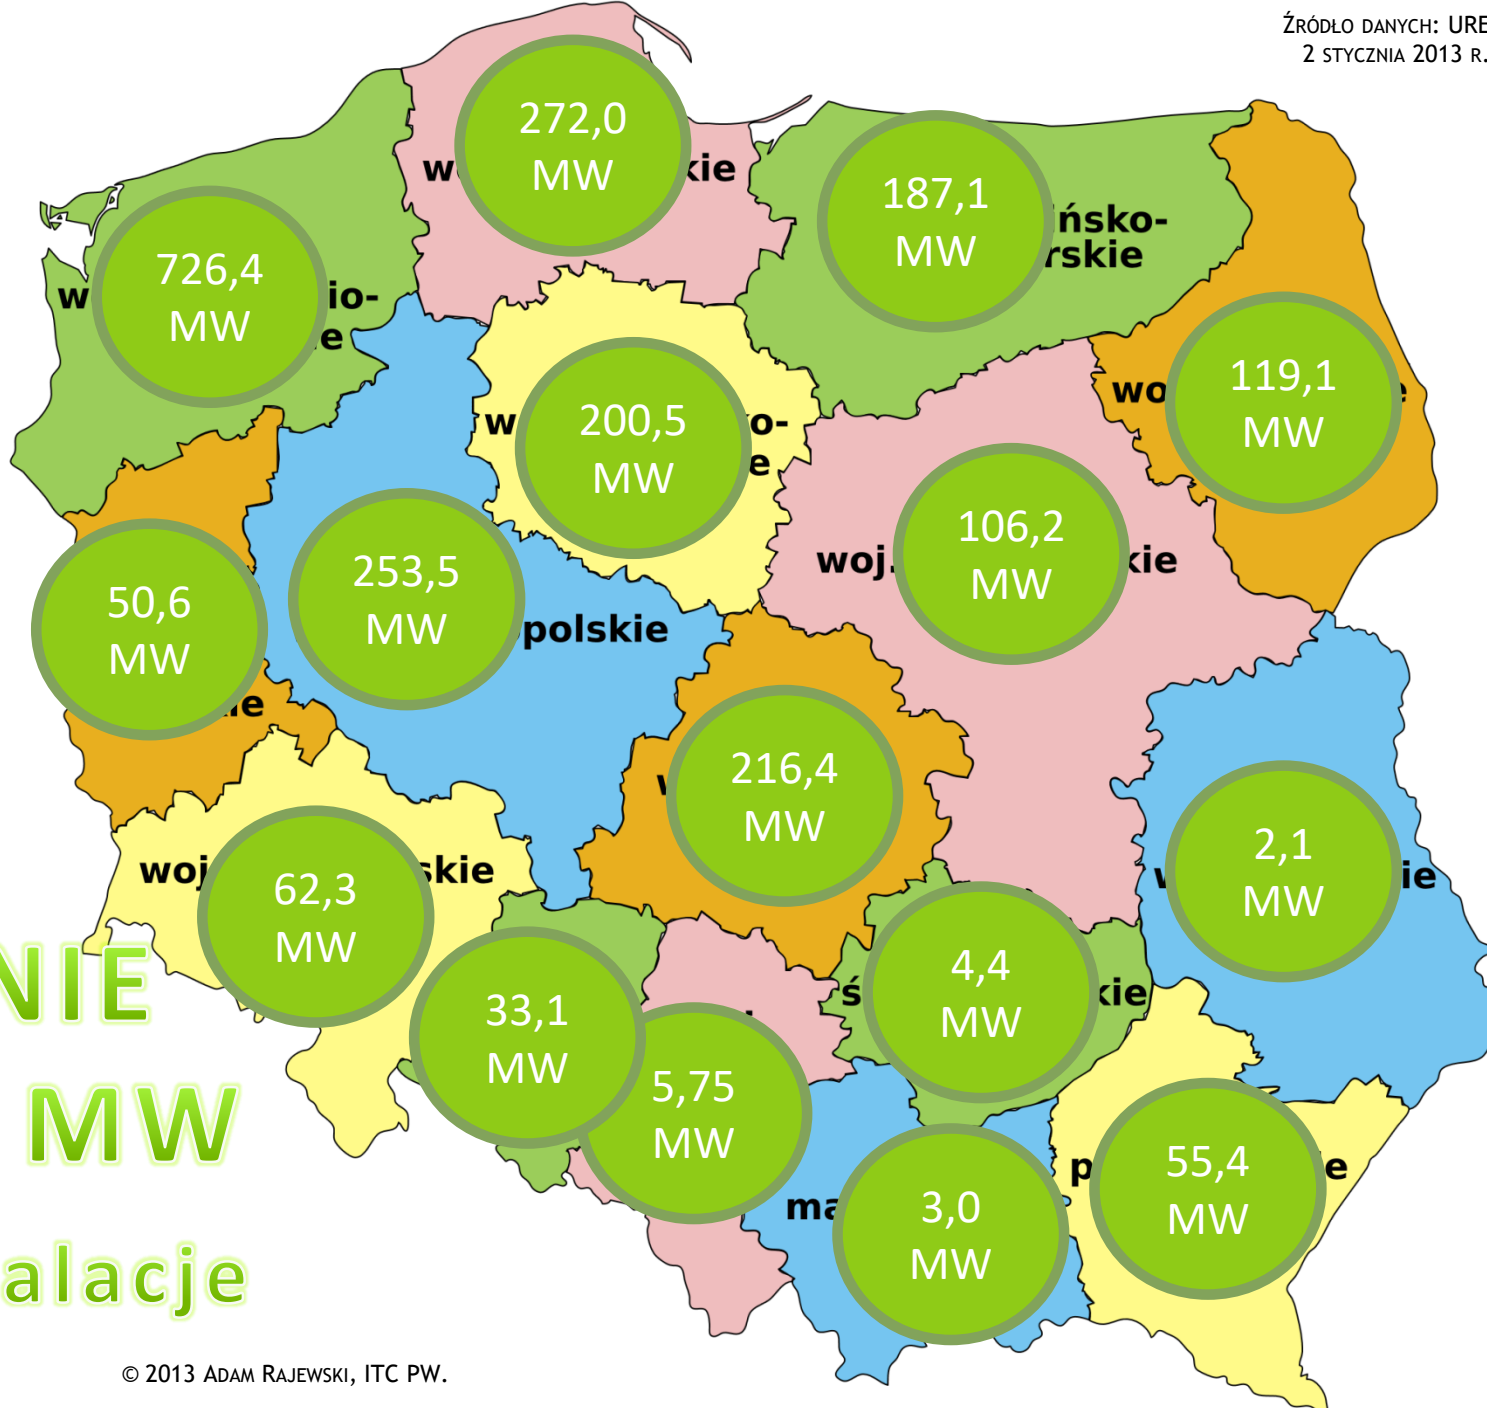 ŹRÓDŁO DANYCH: URE
2 STYCZNIA 2013 R.
272,0
MW
kie
187,1
MW
ińsko-
rskie
726,4
MW
io-
119,1
MW
wo
200,5
MW
o-
e
106,2
MW
woj.
kie
253,5
MW
polskie
50,6
MW
ie
216,4
MW
2,1
MW
ie
62,3
MW
woj
skie
4,4
MW
ś
kie
NIE
33,1
MW
5,75
MW
MW
55,4
MW
p
e
3,0
MW
ma
alacje
© 2013 ADAM RAJEWSKI, ITC PW.